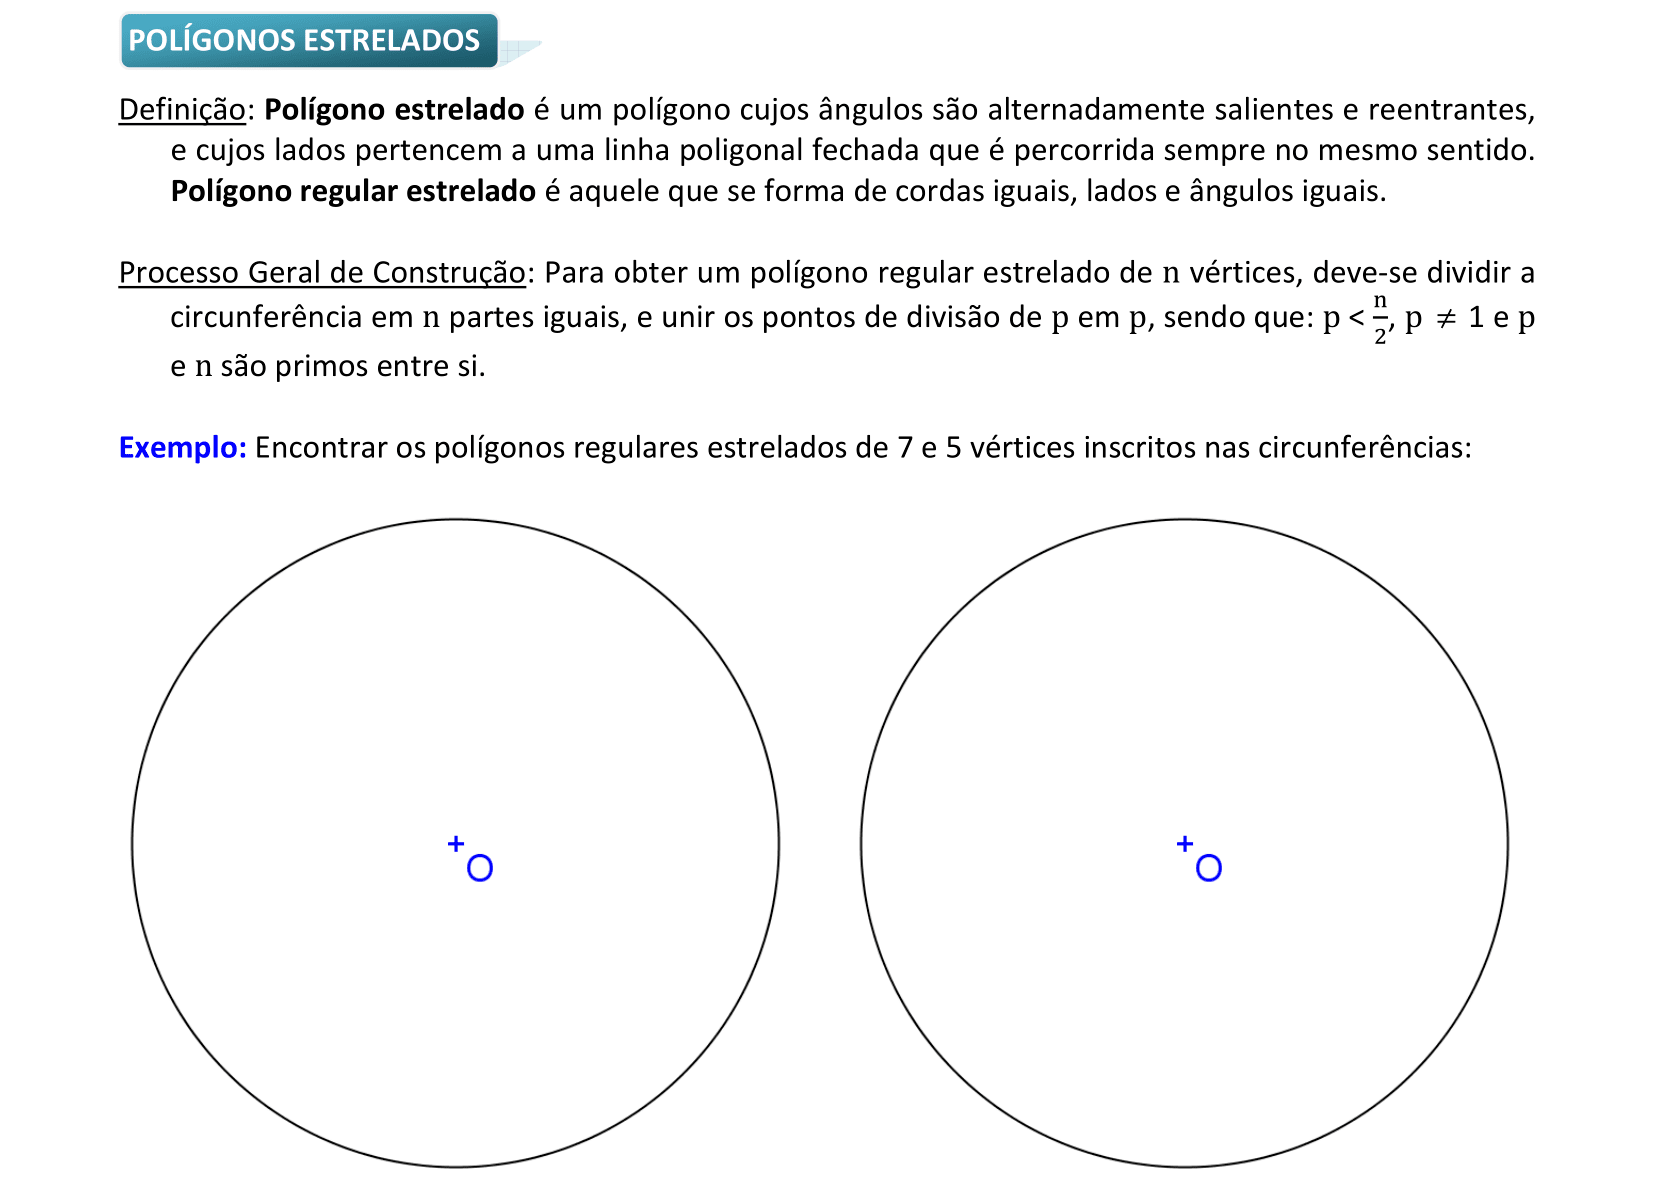 POLÍGONOS ESTRELADOS
Definição: Polígono estrelado é um polígono cujos ângulos são alternadamente salientes e reentrantes,
e cujos lados pertencem a uma linha poligonal fechada que é percorrida sempre no mesmo sentido.
Polígono regular estrelado é aquele que se forma de cordas iguais, lados e ângulos iguais.
Processo Geral de Construção: Para obter um polígono regular estrelado de n vértices, deve-se dividir a
circunferência em n partes iguais, e unir os pontos de divisão de p em p, sendo que: p < n/2, p ≠ 1 e p
e n são primos entre si.
Exemplo: Encontrar os polígonos regulares estrelados de 7 e 5 vértices inscritos nas circunferências:
O
O